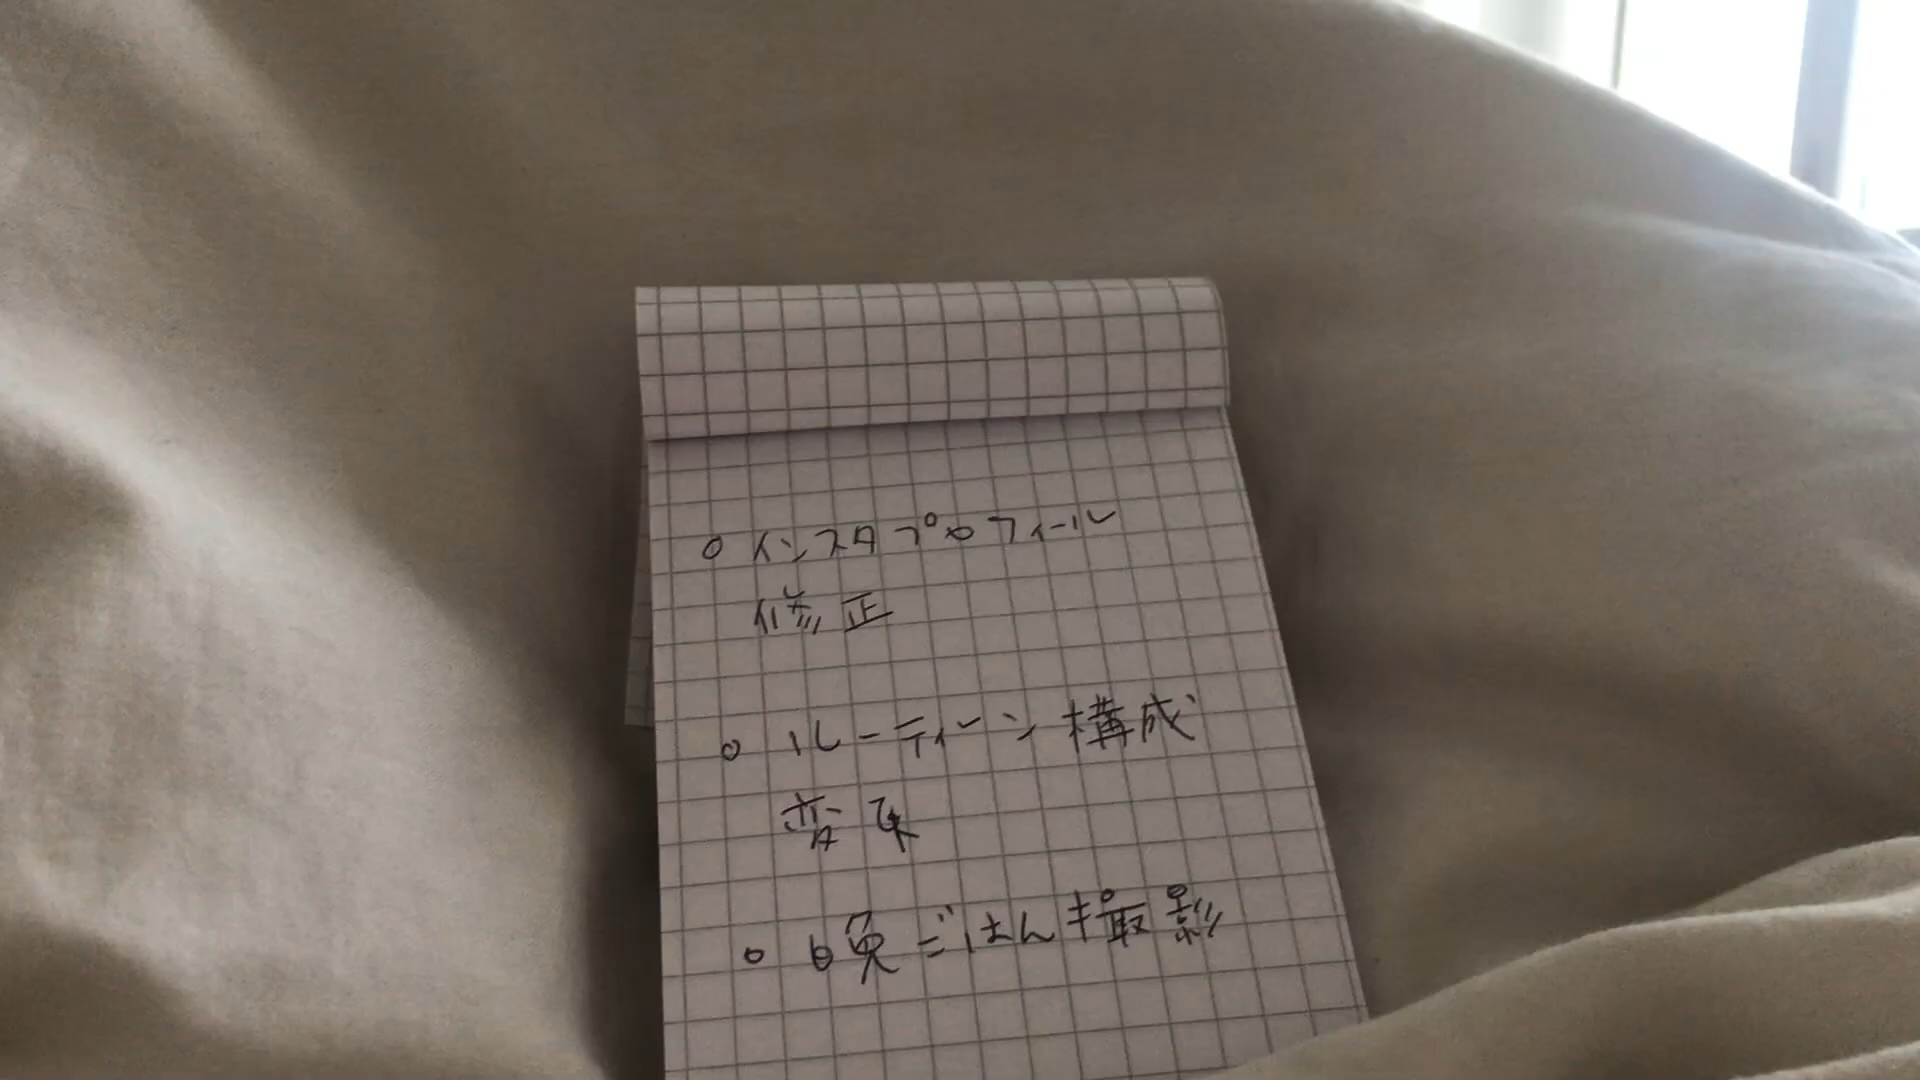 ○ インスタプロフィール
修正
○ ルーティーン構成
変更
○ 晩ごはん撮影